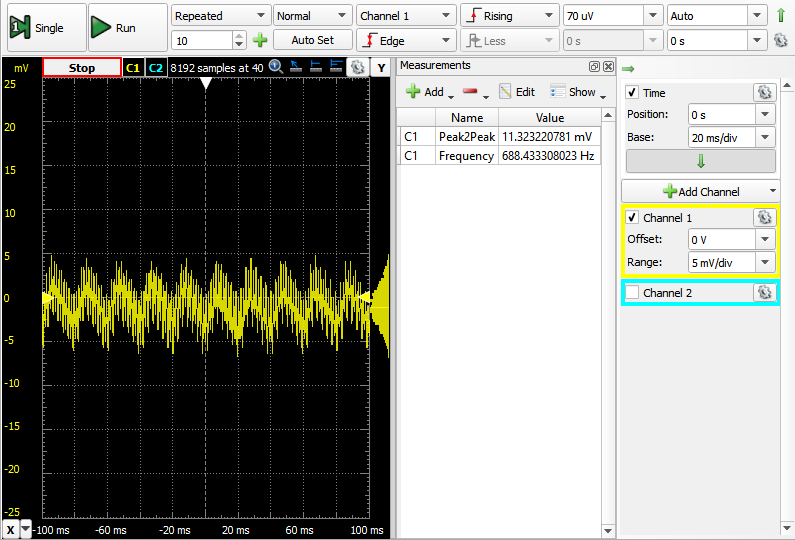 Single
Run
Repeated
Normal
Channel 1
Rising
70 uV
Auto
10
Auto Set
Edge
Less
0 s
0 s
mV
Stop
C1
C2
8192 samples at 40
Y
25
20
15
10
5
0
-5
-10
-15
-20
-25
X
-100 ms
-60 ms
-20 ms
20 ms
60 ms
100 ms
Measurements
Add
Edit
Show
Name Value
C1 Peak2Peak 11.323220781 mV
C1 Frequency 688.433308023 Hz
Time
Position: 0 s
Base: 20 ms/div
Add Channel
Channel 1
Offset: 0 V
Range: 5 mV/div
Channel 2